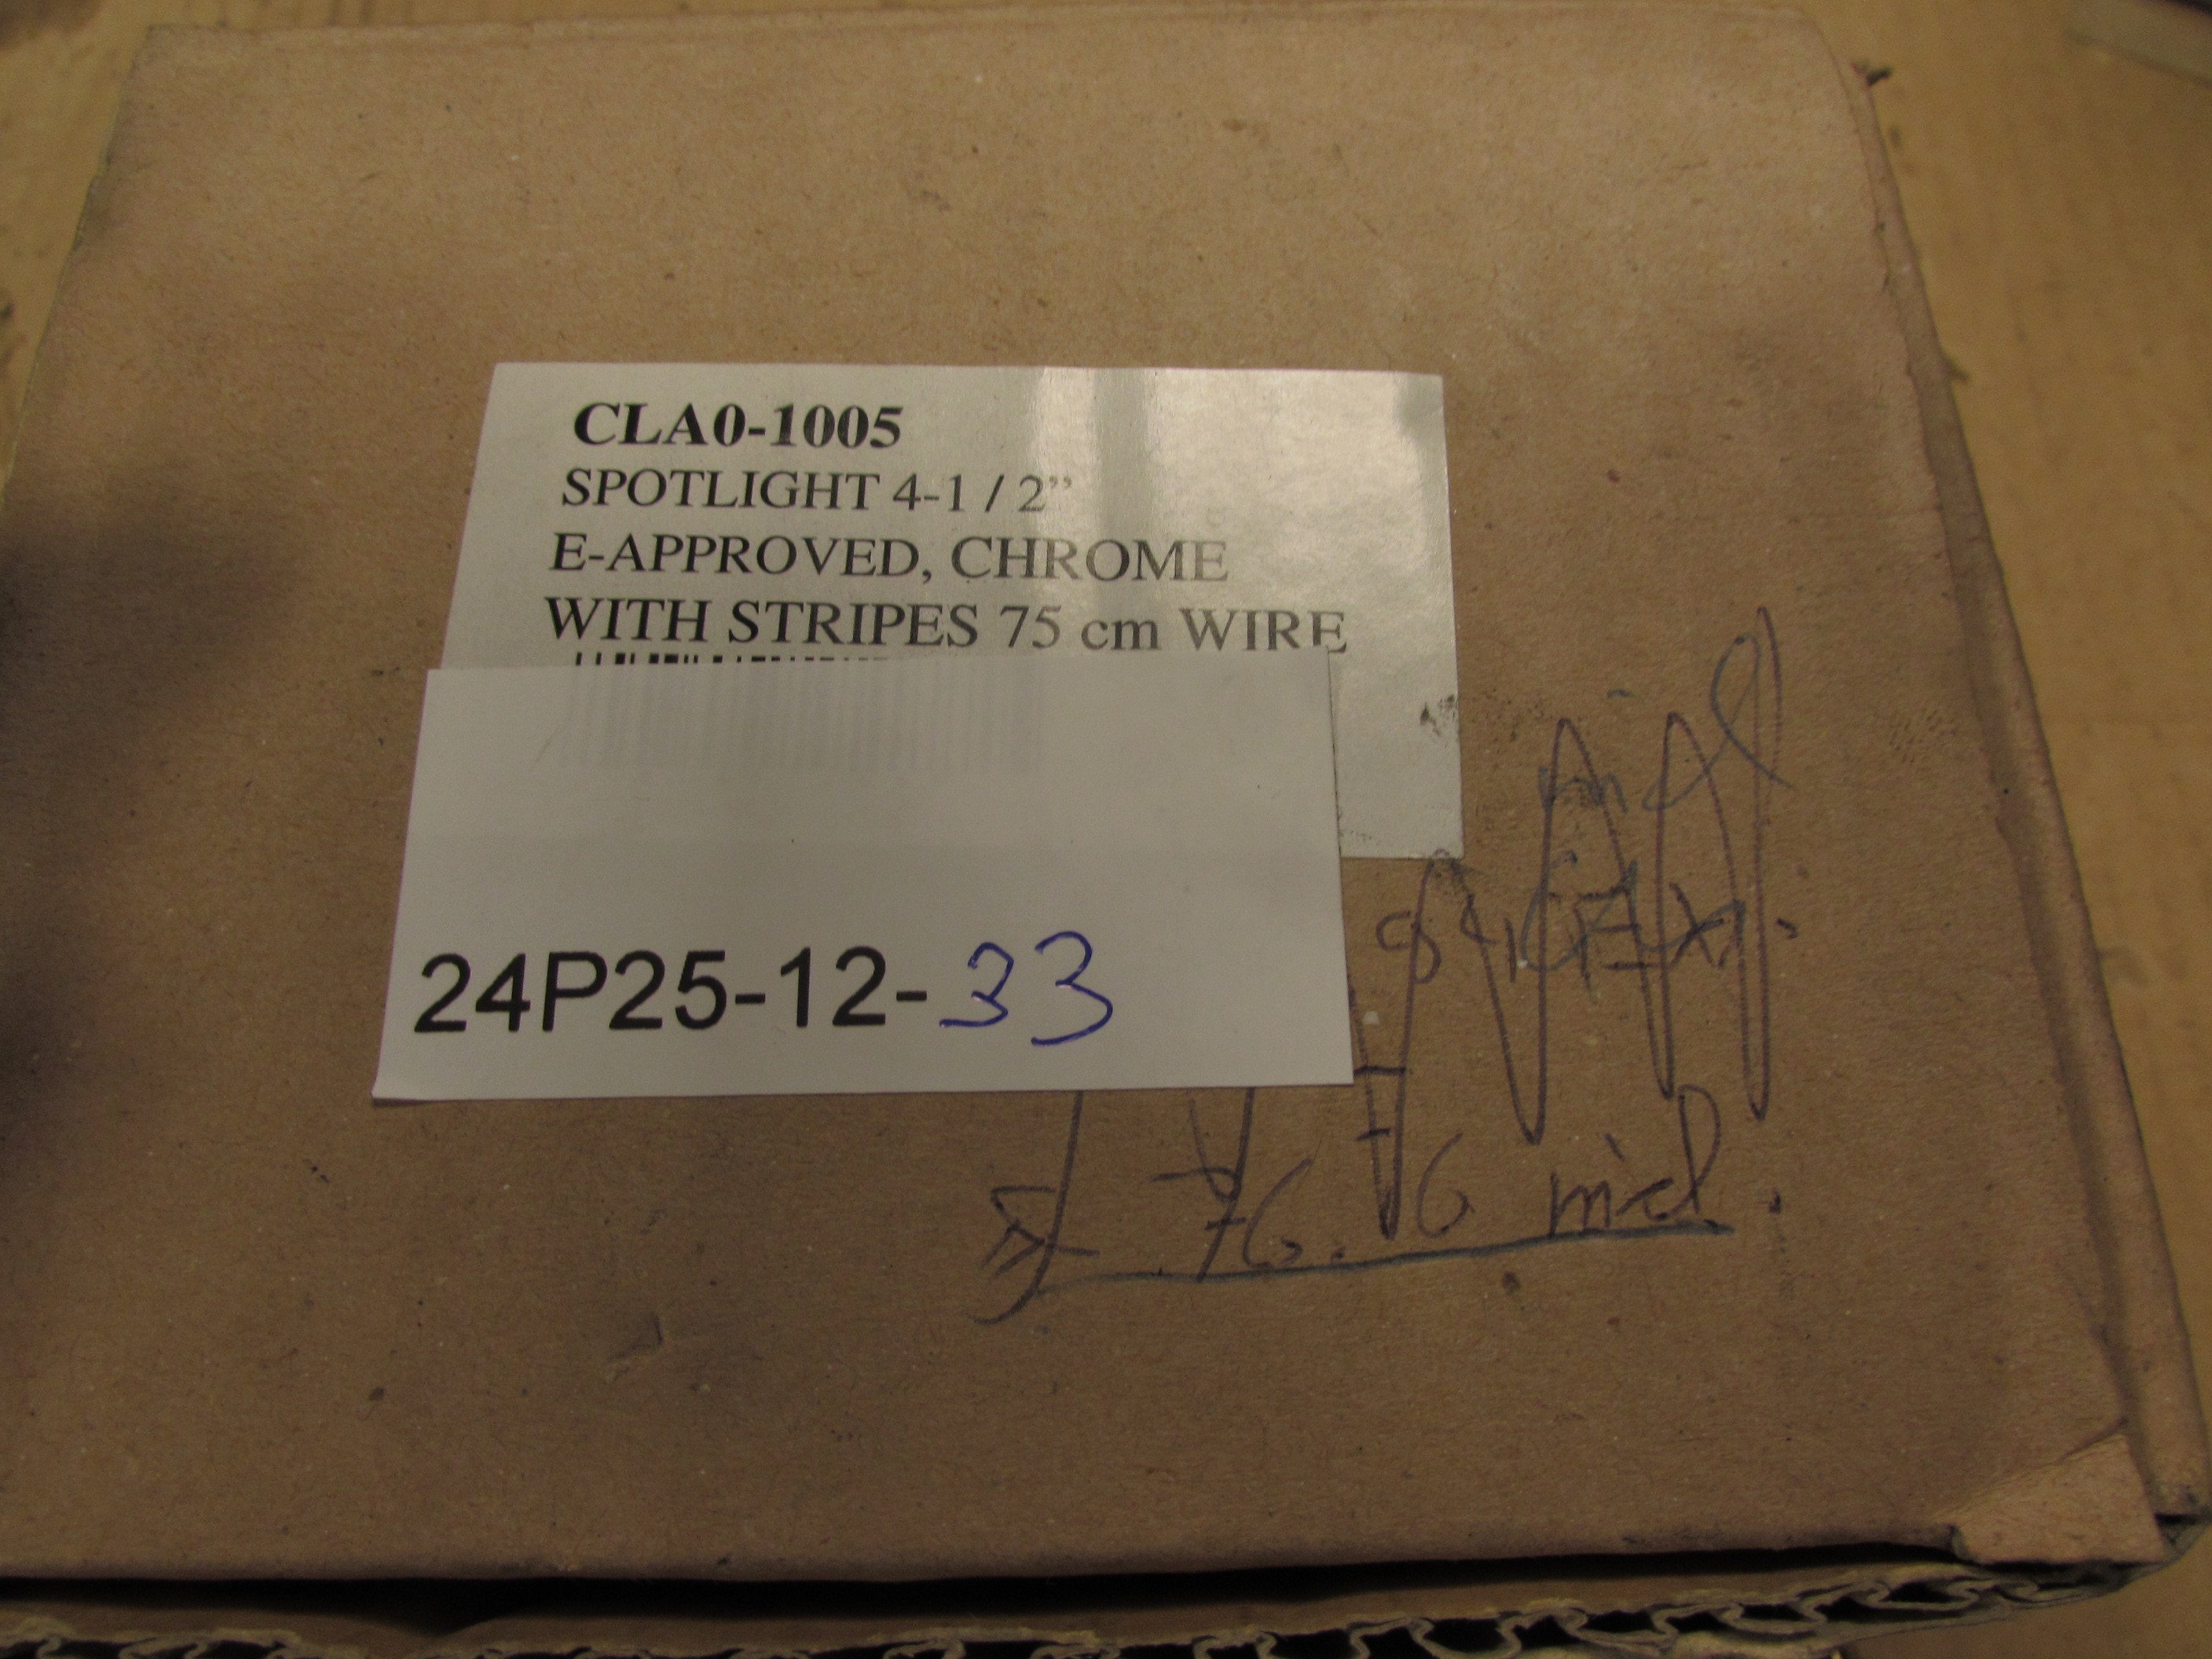 CLA0-1005
SPOTLIGHT 4-1 / 2”
E-APPROVED, CHROME
WITH STRIPES 75 cm WIRE
24P25-12-33